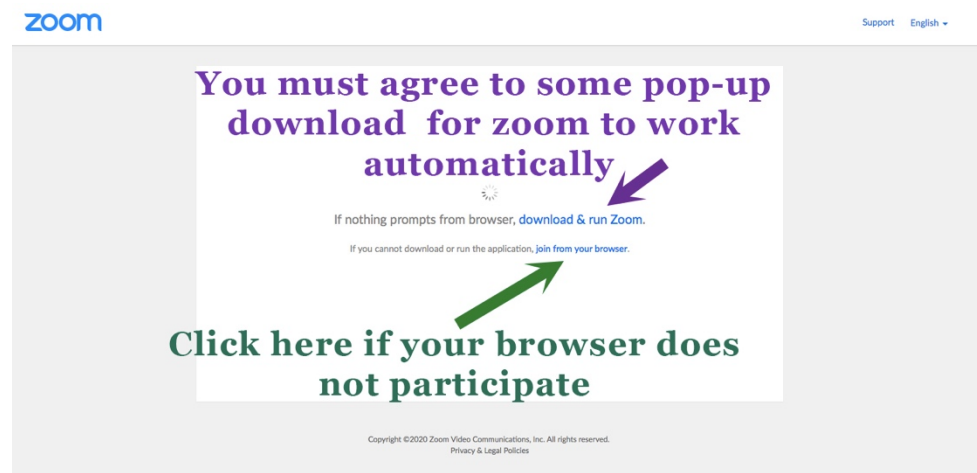 zoom
Support English
You must agree to some pop-up
download for zoom to work
automatically
If nothing prompts from browser, download & run Zoom.
If you cannot download or run the application, join from your browser.
Click here if your browser does
not participate
Copyright ©2020 Zoom Video Communications, Inc. All rights reserved.
Privacy & Legal Policies